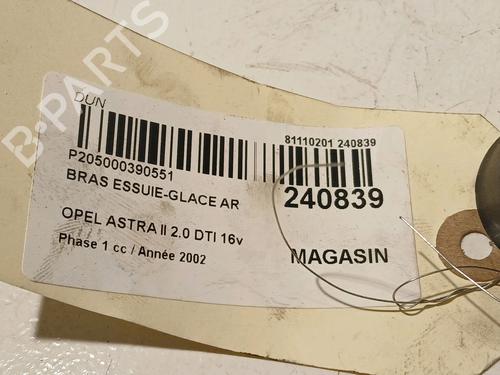 DUN
81110201 240839
P205000390551
BRAS ESSUIE-GLACE AR
240839
OPEL ASTRA II 2.0 DTI 16v
MAGASIN
Phase 1 cc / Année 2002
B-PARTS